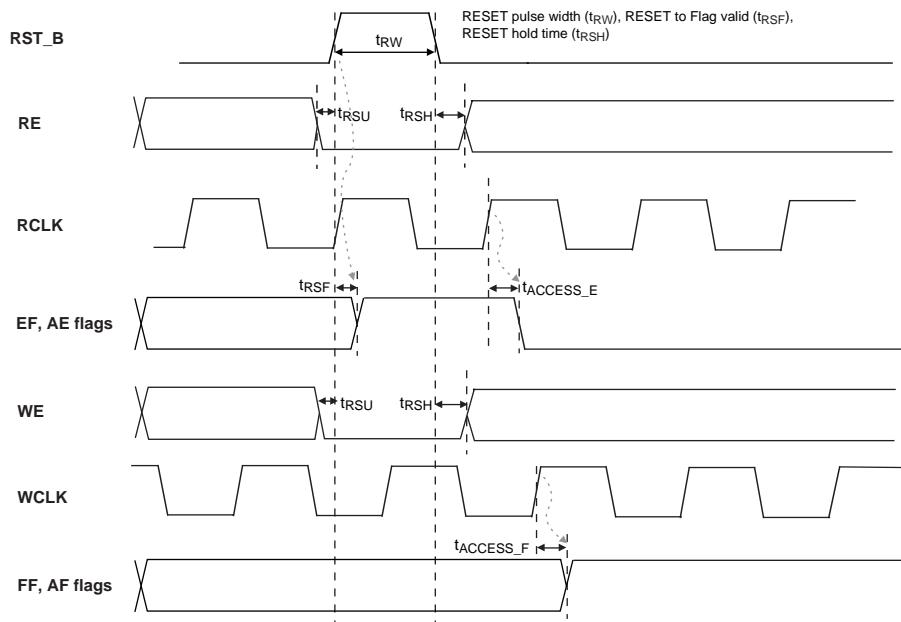 RESET pulse width (tRW), RESET to Flag valid (tRSF),
RESET hold time (tRSH)
RST_B
tRW
RE
tRSU
tRSH
RCLK
tRSF
tACCESS_E
EF, AE flags
WE
tRSU
tRSH
WCLK
tACCESS_F
FF, AF flags